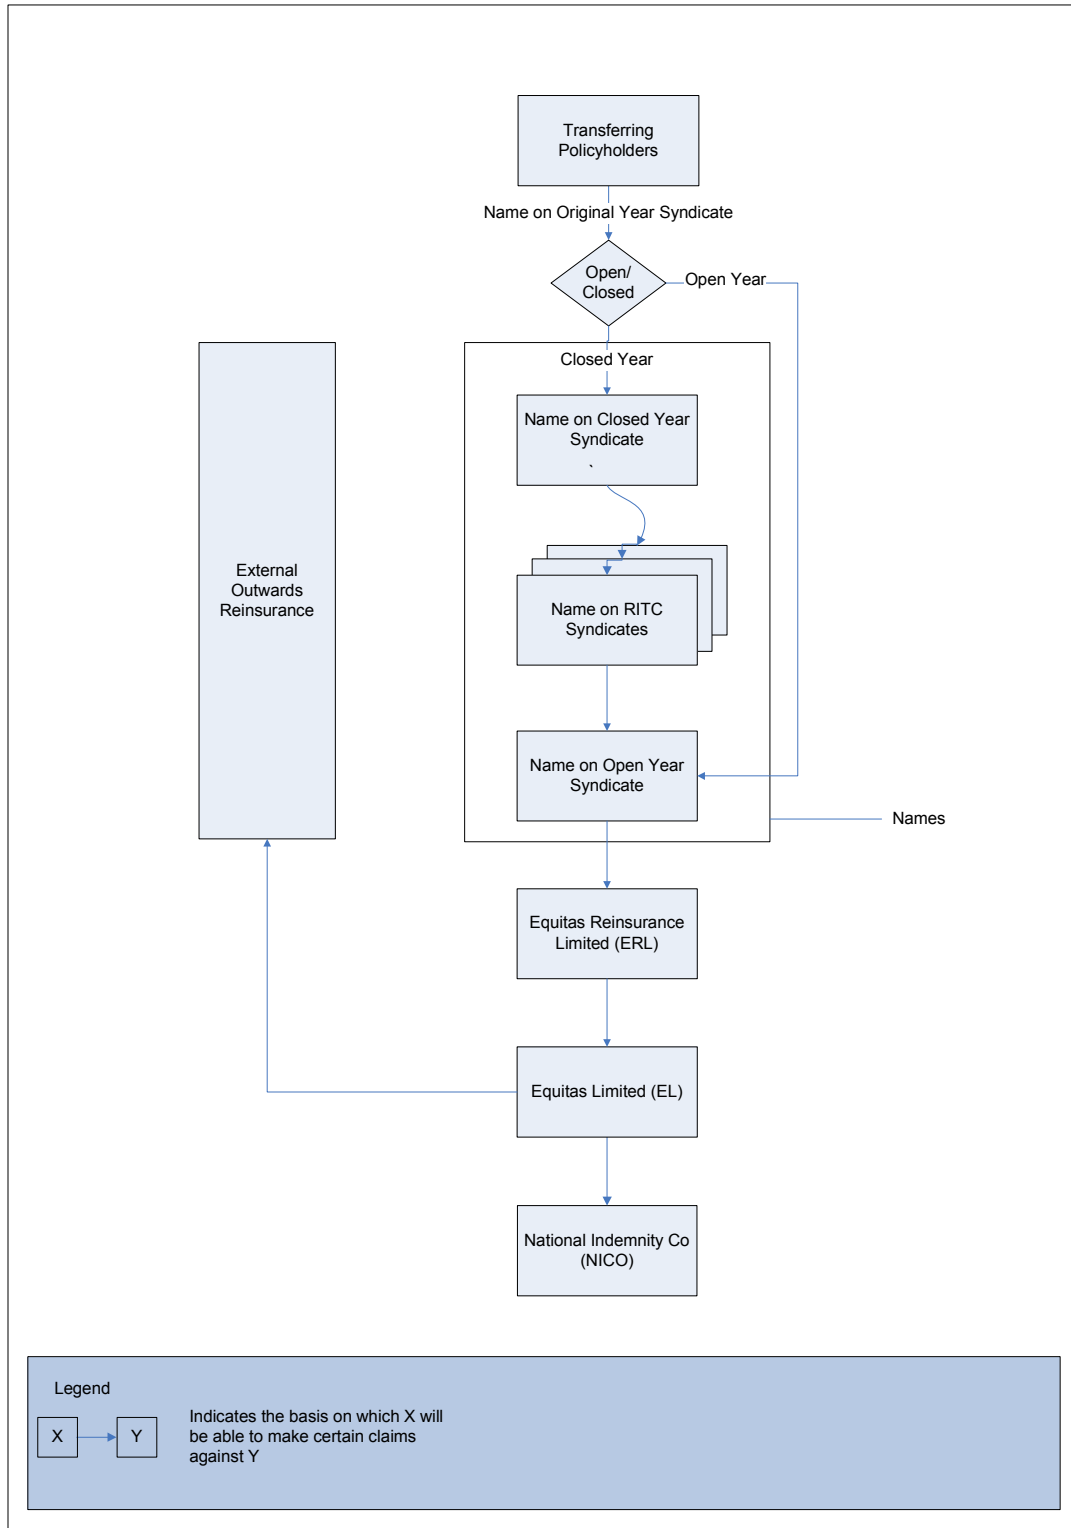 Transferring
Policyholders
Name on Original Year Syndicate
Open/
Closed
Open Year
Closed Year
Name on Closed Year
Syndicate
`
External
Outwards
Reinsurance
Name on RITC
Syndicates
Name on Open Year
Syndicate
Names
Equitas Reinsurance
Limited (ERL)
Equitas Limited (EL)
National Indemnity Co
(NICO)
Legend
X
Y
Indicates the basis on which X will
be able to make certain claims
against Y